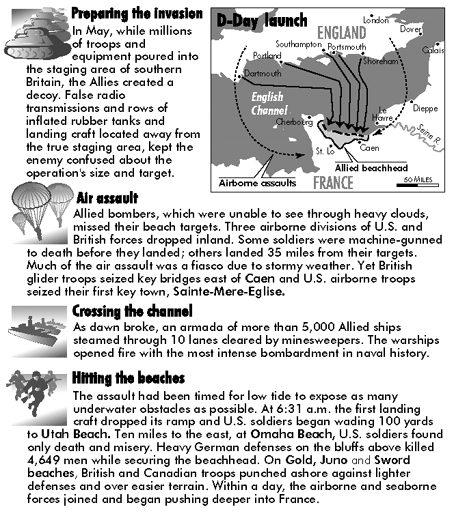 Preparing the invasion
In May, while millions
of troops and
equipment poured into
the staging area of southern
Britain, the Allies created a
decoy. False radio
transmissions and rows of
inflated rubber tanks and
landing craft located away from
the true staging area, kept the
enemy confused about the
operation's size and target.
D-Day launch
ENGLAND
London
Dover
Calais
Southampton
Portsmouth
Portland
Shoreham
Dartmouth
English
Channel
Cherbourg
Le
Havre
Dieppe
Seine R.
St. Lo
Caen
Allied beachhead
Airborne assaults
FRANCE
50 MILES
Air assault
Allied bombers, which were unable to see through heavy clouds,
missed their beach targets. Three airborne divisions of U.S. and
British forces dropped inland. Some soldiers were machine-gunned
to death before they landed; others landed 35 miles from their targets.
Much of the air assault was a fiasco due to stormy weather. Yet British
glider troops seized key bridges east of Caen and U.S. airborne troops
seized their first key town, Sainte-Mere-Eglise.
Crossing the channel
As dawn broke, an armada of more than 5,000 Allied ships
steamed through 10 lanes cleared by minesweepers. The warships
opened fire with the most intense bombardment in naval history.
Hitting the beaches
The assault had been timed for low tide to expose as many
underwater obstacles as possible. At 6:31 a.m. the first landing
craft dropped its ramp and U.S. soldiers began wading 100 yards
to Utah Beach. Ten miles to the east, at Omaha Beach, U.S. soldiers found
only death and misery. Heavy German defenses on the bluffs above killed
4,649 men while securing the beachhead. On Gold, Juno and Sword
beaches, British and Canadian troops punched ashore against lighter
defenses and over easier terrain. Within a day, the airborne and seaborne
forces joined and began pushing deeper into France.